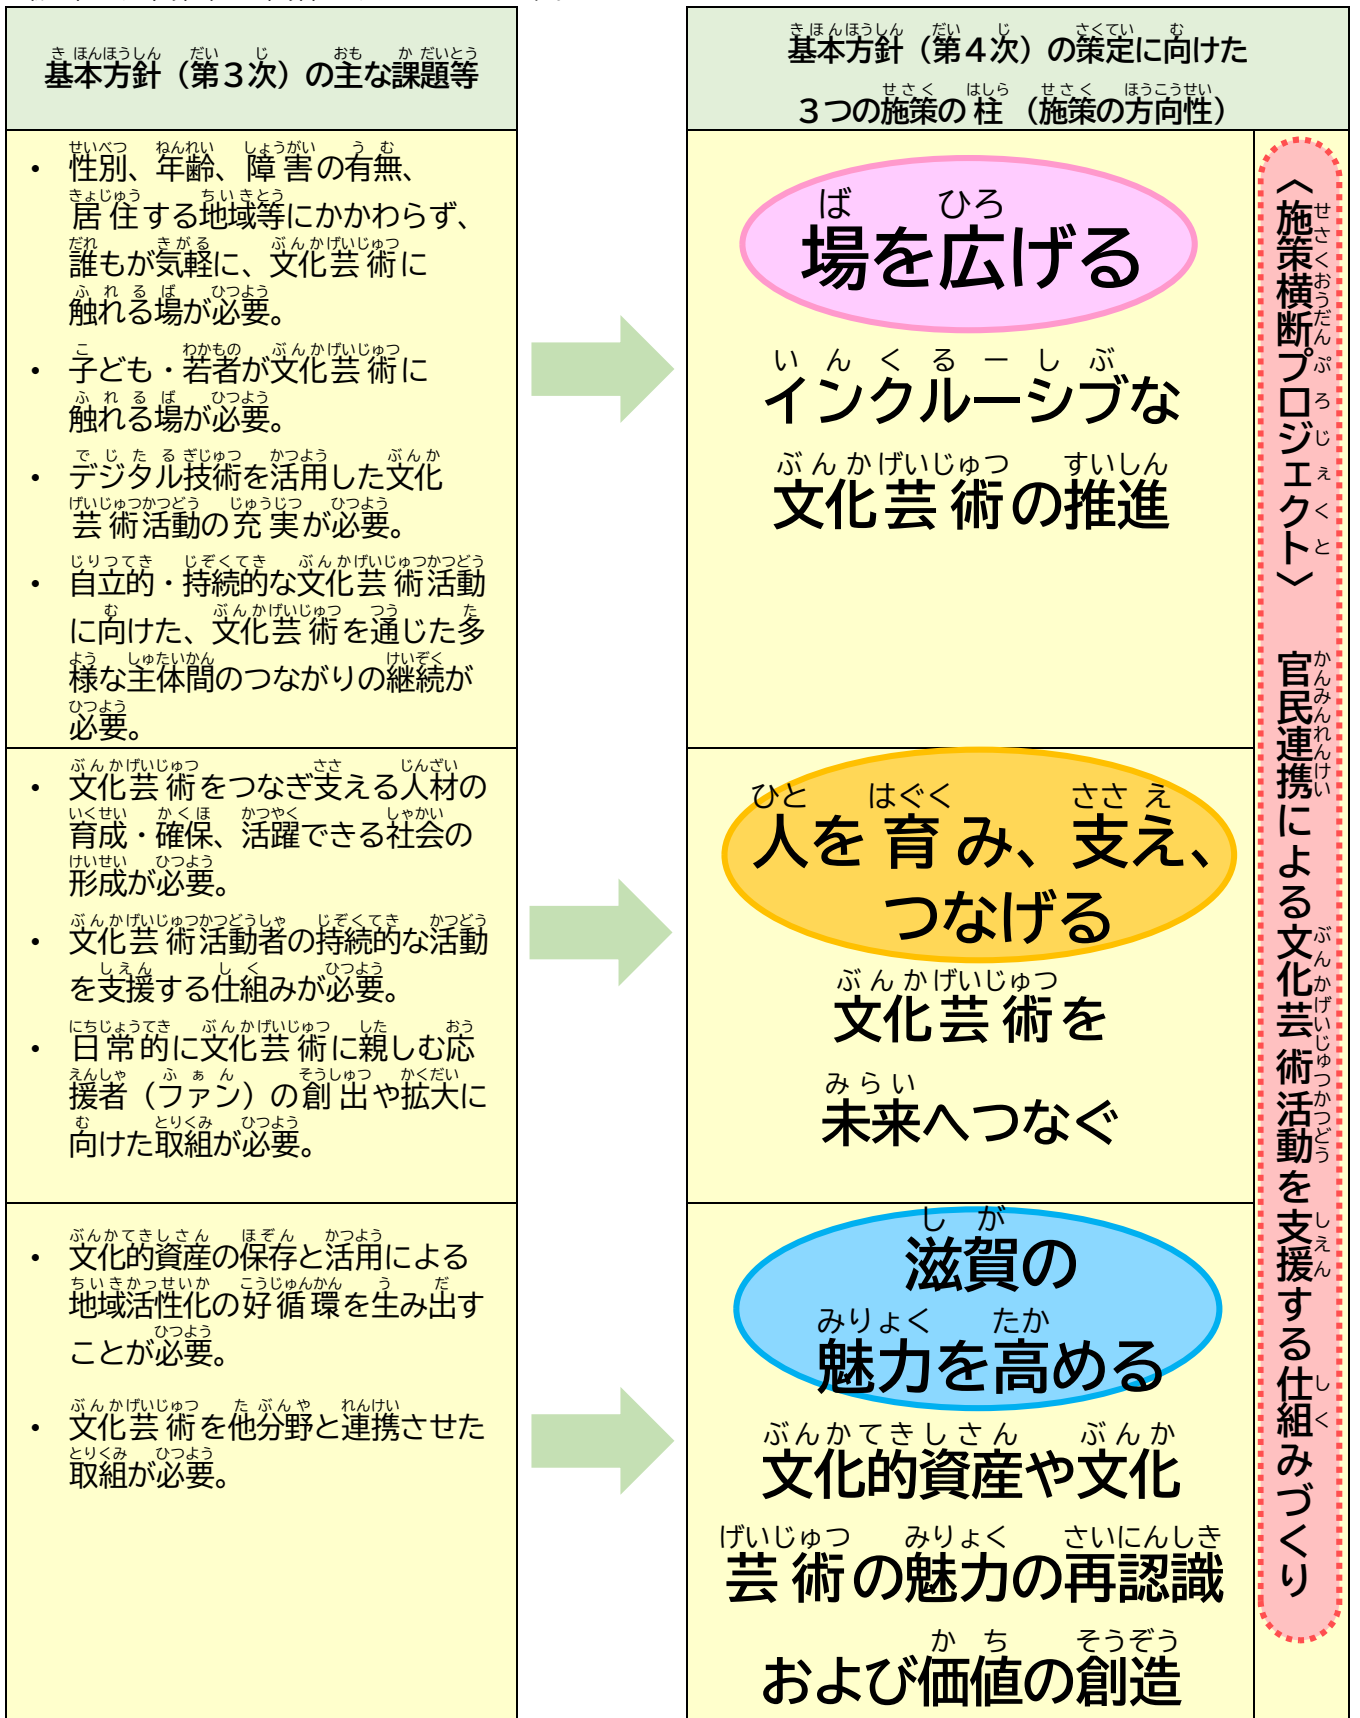 基本方針（第３次）の主な課題等
・ 性別、年齢、障害の有無、
居住する地域等にかかわらず、
誰もが気軽に、文化芸術に
触れる場が必要。
・ 子ども・若者が文化芸術に
触れる場が必要。
・ デジタル技術を活用した文化
芸術活動の充実が必要。
・ 自立的・持続的な文化芸術活動
に向けた、文化芸術を通じた多
様な主体間のつながりの継続が
必要。
・ 文化芸術をつなぎ支える人材の
育成・確保、活躍できる社会の
形成が必要。
・ 文化芸術活動者の持続的な活動
を支援する仕組みが必要。
・ 日常的に文化芸術に親しむ応
援者（ファン）の創出や拡大に
向けた取組が必要。
・ 文化的資産の保存と活用による
地域活性化の好循環を生み出す
ことが必要。
・ 文化芸術を他分野と連携させた
取組が必要。
基本方針（第４次）の策定に向けた
３つの施策の柱（施策の方向性）
場を広げる
インクルーシブな
文化芸術の推進
人を育み、支え、
つなげる
文化芸術を
未来へつなぐ
滋賀の
魅力を高める
文化的資産や文化
芸術の魅力の再認識
および価値の創造
〈施策横断プロジェクト〉 官民連携による文化芸術活動を支援する仕組みづくり